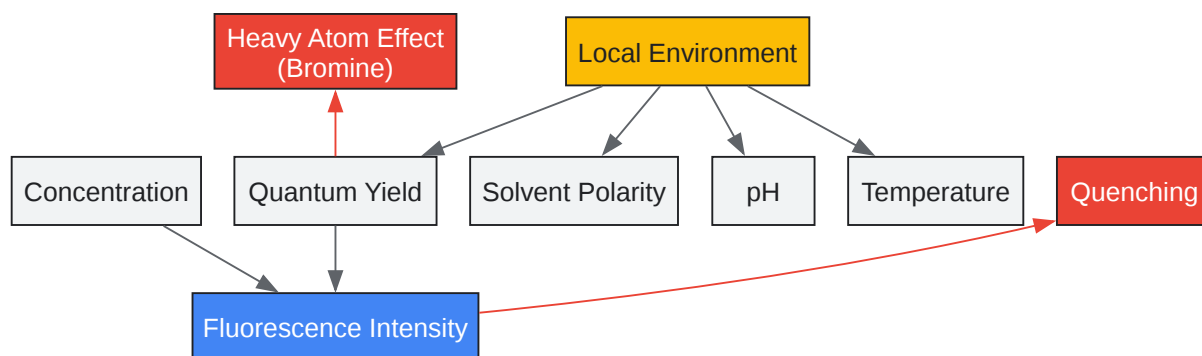 Heavy Atom Effect
(Bromine)
Local Environment
Concentration
Quantum Yield
Solvent Polarity
pH
Temperature
Quenching
Fluorescence Intensity